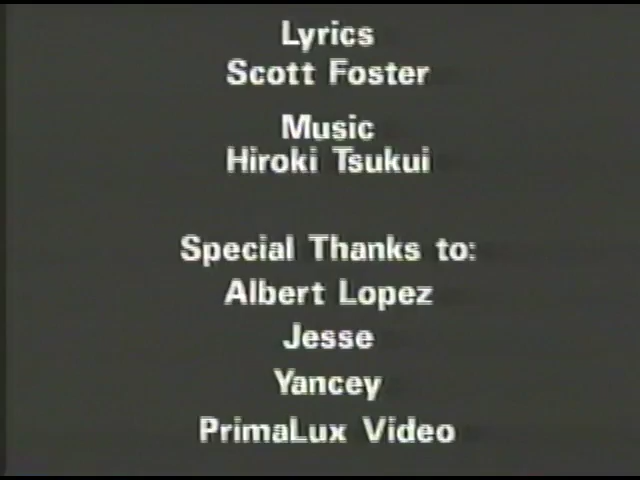 Lyrics
Scott Foster
Music
Hiroki Tsukui
Special Thanks to:
Albert Lopez
Jesse
Yancey
PrimaLux Video